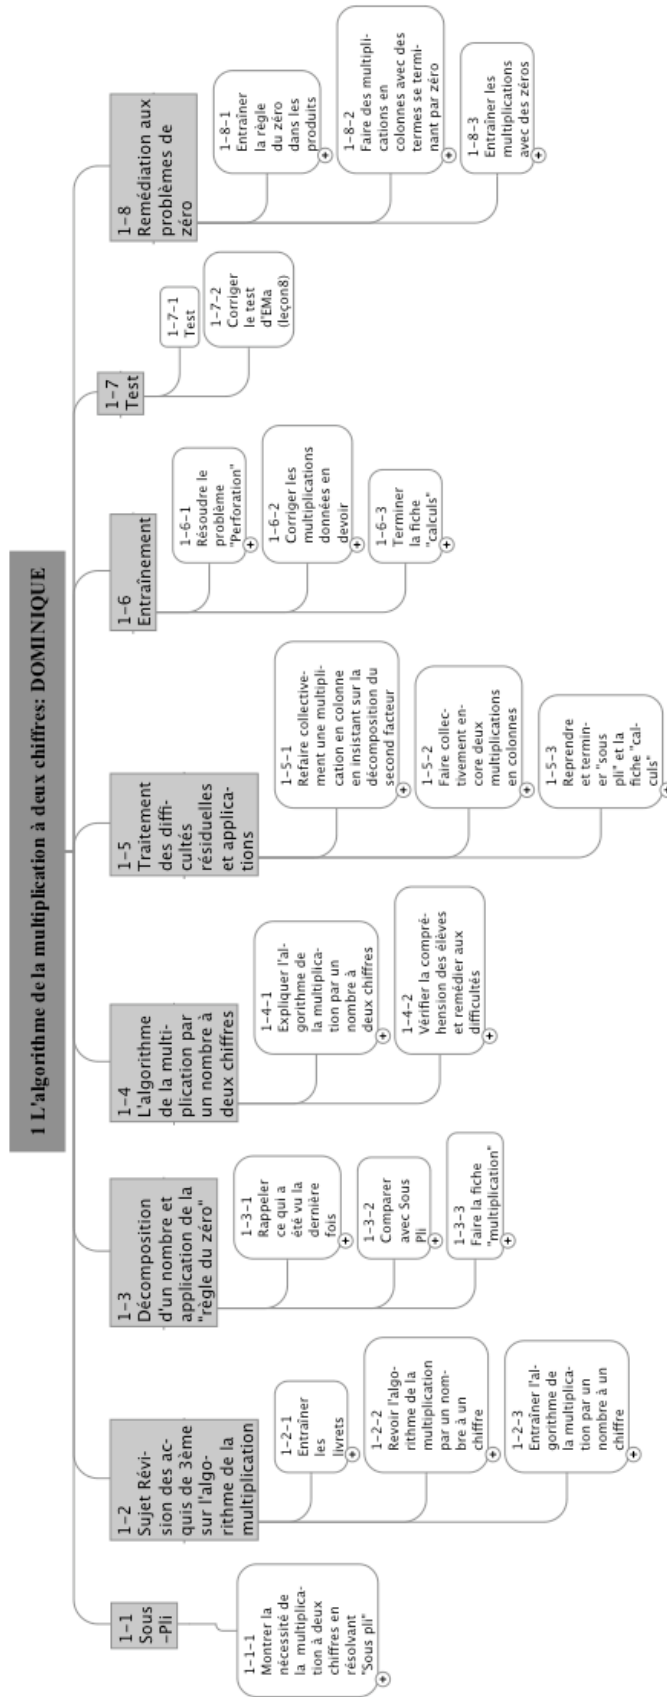 1 L'algorithme de la multiplication à deux chiffres: DOMINIQUE
1-1
Sous
-Pli
1-1-1
Montrer la
nécessité de
la multiplica-
tion à deux
chiffres en
résolvant
"Sous pli"
1-2
Sujet Révi-
sion des ac-
quis de 3ème
sur l'algo-
rithme de la
multiplication
1-2-1
Entraîner
les
livrets
1-2-2
Revoir l'algo-
rithme de la
multiplication
par un nom-
bre à un
chiffre
1-2-3
Entraîner l'al-
gorithme de
la multiplica-
tion par un
nombre à un
chiffre
1-3
Décomposition
d'un nombre et
application de la
"règle du zéro"
1-3-1
Rappeler
ce qui a
été vu la
dernière
fois
1-3-2
Comparer
avec Sous
Pli
1-3-3
Faire la fiche
"multiplication"
1-4
L'algorithme
de la multi-
plication par
un nombre à
deux chiffres
1-4-1
Expliquer l'al-
gorithme de
la multiplica-
tion par un
nombre à
deux chiffres
1-4-2
Vérifier la compré-
hension des élèves
et remédier aux
difficultés
1-5
Traitement
des diffi-
cultés
résiduelles
et applica-
tions
1-5-1
Refaire collective-
ment une multipli-
cation en colonne
en insistant sur la
décomposition du
second facteur
1-5-2
Faire collec-
tivement en-
core deux
multiplications
en colonnes
1-5-3
Reprendre
et termin-
er "sous
pli" et la
fiche "cal-
culs"
1-6
Entraînement
1-6-1
Résoudre le
problème
"Perforation"
1-6-2
Corriger les
multiplications
données en
devoir
1-6-3
Terminer
la fiche
"calculs"
1-7
Test
1-7-1
Test
1-7-2
Corriger
le test
d'EMa
(leçon8)
1-8
Remédiation aux
problèmes de
zéro
1-8-1
Entraîner
la règle
du zéro
dans les
produits
1-8-2
Faire des multipli-
cations en
colonnes avec des
termes se termi-
nant par zéro
1-8-3
Entraîner les
multiplications
avec des zéros